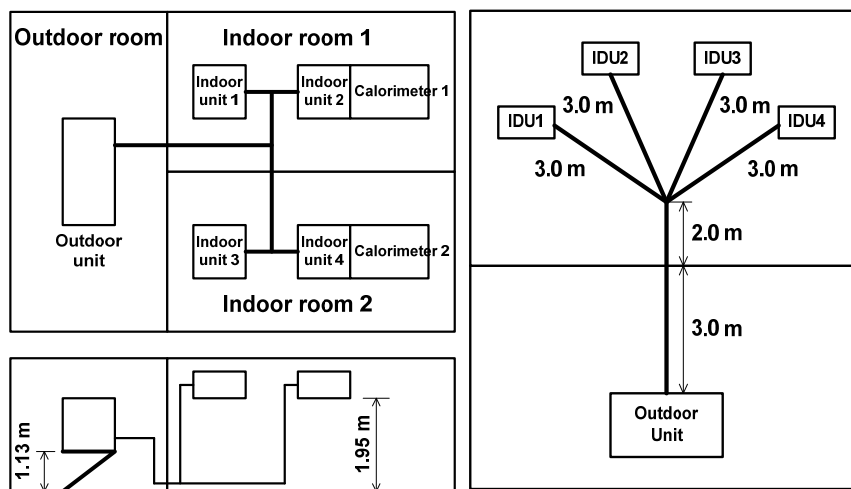 Outdoor room
Indoor room 1
Indoor
unit 1
Indoor
unit 2
Calorimeter 1
Outdoor
unit
Indoor
unit 3
Indoor
unit 4
Calorimeter 2
Indoor room 2
1.13 m
1.95 m
IDU2
IDU3
IDU1
3.0 m
3.0 m
IDU4
3.0 m
3.0 m
2.0 m
3.0 m
Outdoor
Unit